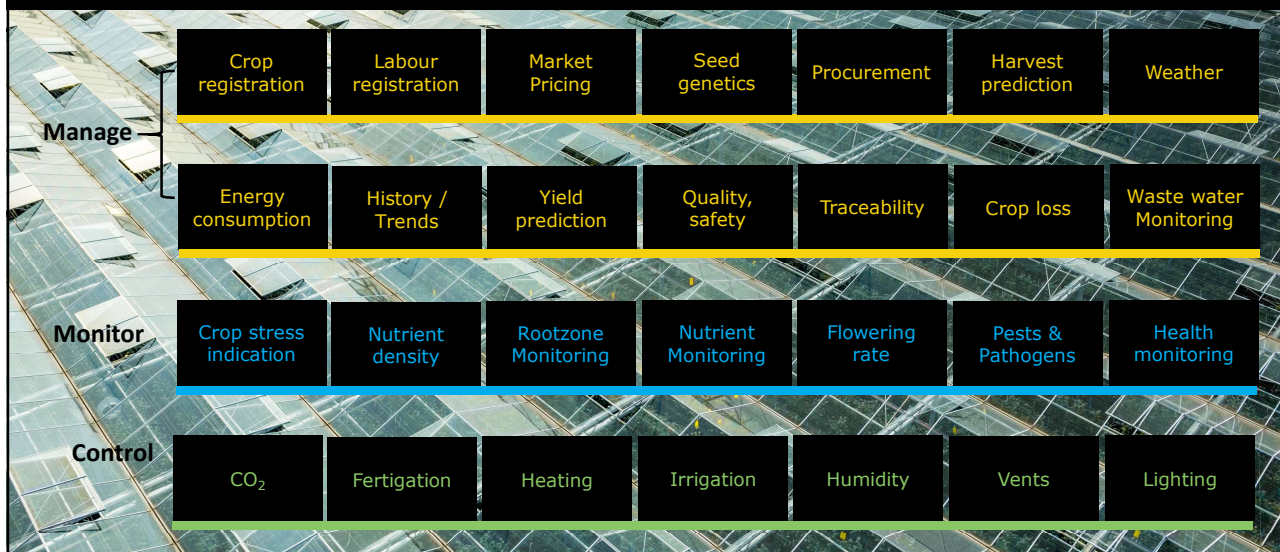 Crop
registration
Labour
registration
Market
Pricing
Seed
genetics
Procurement
Harvest
prediction
Weather
Manage
Energy
consumption
History /
Trends
Yield
prediction
Quality,
safety
Traceability
Crop loss
Waste water
Monitoring
Monitor
Crop stress
indication
Nutrient
density
Rootzone
Monitoring
Nutrient
Monitoring
Flowering
rate
Pests &
Pathogens
Health
monitoring
Control
CO₂
Fertigation
Heating
Irrigation
Humidity
Vents
Lighting